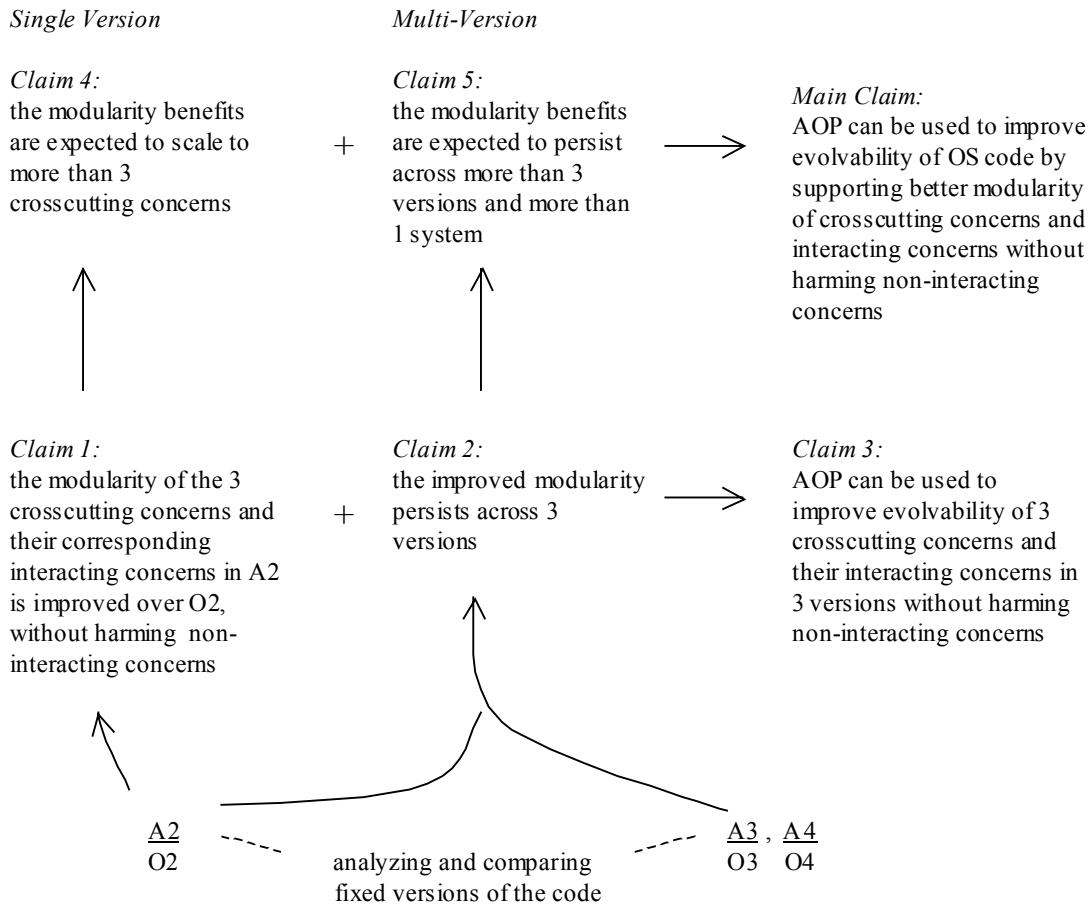 Single Version
Multi-Version
Claim 4:
the modularity benefits
are expected to scale to
more than 3
crosscutting concerns
+
Claim 5:
the modularity benefits
are expected to persist
across more than 3
versions and more than
1 system
Main Claim:
AOP can be used to improve
evolvability of OS code by
supporting better modularity
of crosscutting concerns and
interacting concerns without
harming non-interacting
concerns
Claim 1:
the modularity of the 3
crosscutting concerns and
their corresponding
interacting concerns in A2
is improved over O2,
without harming non-
interacting concerns
+
Claim 2:
the improved modularity
persists across 3
versions
Claim 3:
AOP can be used to
improve evolvability of 3
crosscutting concerns and
their interacting concerns in
3 versions without harming
non-interacting concerns
A2
O2
analyzing and comparing
fixed versions of the code
A3 , A4
O3 O4